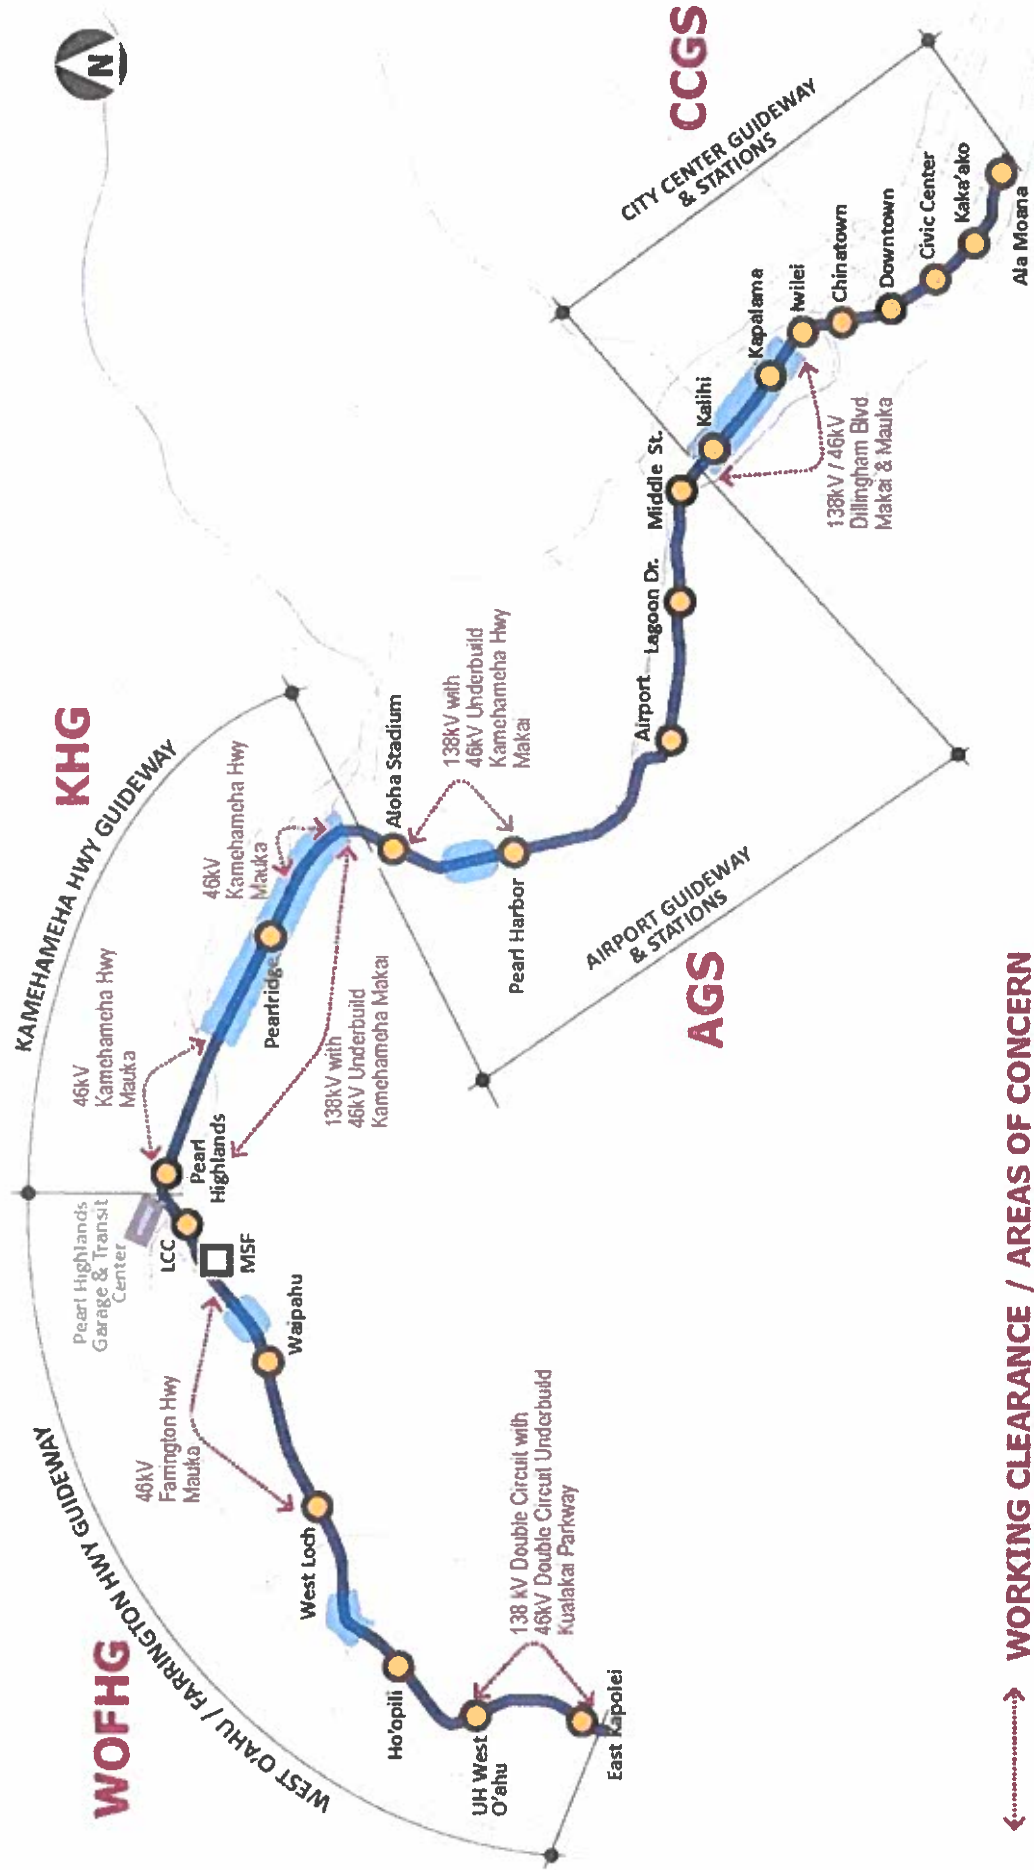 WOFHG
WEST O'AHU / FARRINGTON HWY GUIDEWAY
KHG
KAMEHAMEHA HWY GUIDEWAY
N
46kV
Farrington Hwy
Mauka
Pearl Highlands
Garage & Transit
Center
46kV
Kamehameha Hwy
Mauka
46kV
Kamehameha Hwy
Mauka
LCC
MSF
Pearl
Highlands
Pearlridge
138kV with
46kV Underbuild
Kamehameha Makai
Waipahu
West Loch
Ho'opili
UH West
O'ahu
East Kapolei
138 kV Double Circuit with
46kV Double Circuit Underbuild
Kualakai Parkway
Aloha Stadium
138kV with
46kV Underbuild
Kamehameha Hwy
Makai
Pearl Harbor
AIRPORT GUIDEWAY
& STATIONS
AGS
Airport
Lagoon Dr.
Middle St.
Kalihi
Kapalama
Iwilei
Chinatown
Downtown
Civic Center
Kaka'ako
Ala Moana
CITY CENTER GUIDEWAY
& STATIONS
CCGS
138kV / 46kV
Dillingham Blvd
Makai & Mauka
WORKING CLEARANCE / AREAS OF CONCERN